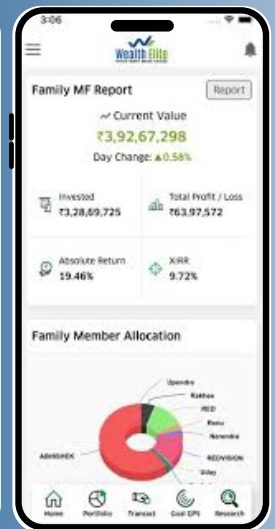 3:06
Wealth Elite
Family MF Report
Report
Current Value
₹3,92,67,298
Day Change: ▲0.58%
Invested
₹3,28,69,725
Total Profit / Loss
₹63,97,572
Absolute Return
19.46%
XIRR
9.72%
Family Member Allocation
Upendra
Rakhee
RED
Renu
Narendra
ABHISHEK
REDVISION
Uday
Home
Portfolio
Transact
Goal GPS
Research